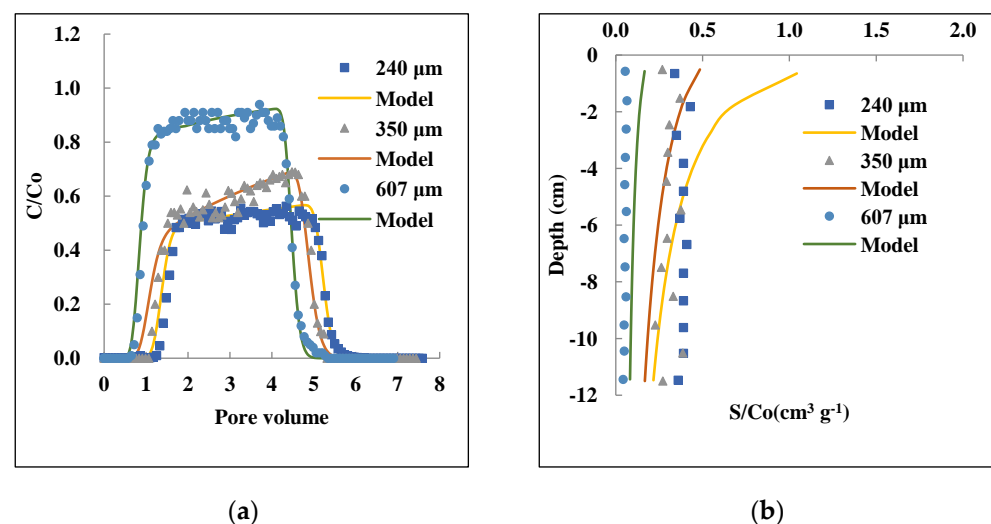 1.2
1.0
0.8
0.6
0.4
0.2
0.0
C/Co
0 1 2 3 4 5 6 7 8
Pore volume
240 µm
Model
350 µm
Model
607 µm
Model
(a)
0.0 0.5 1.0 1.5 2.0
0
-2
-4
-6
-8
-10
-12
Depth (cm)
240 µm
Model
350 µm
Model
607 µm
Model
S/Co(cm³ g⁻¹)
(b)